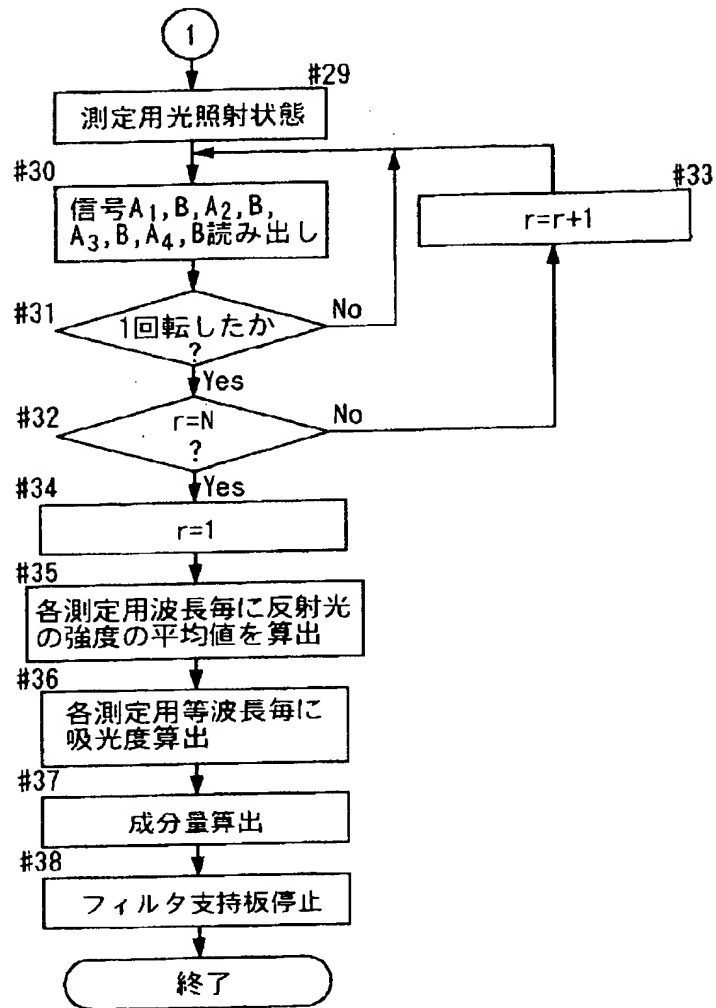 1
#29
測定用光照射状態
#30
信号A1,B,A2,B,
A3,B,A4,B読み出し
#33
r=r+1
#31
1回転したか
?
No
Yes
#32
r=N
?
No
Yes
#34
r=1
#35
各測定用波長毎に反射光
の強度の平均値を算出
#36
各測定用等波長毎に
吸光度算出
#37
成分量算出
#38
フィルタ支持板停止
終了